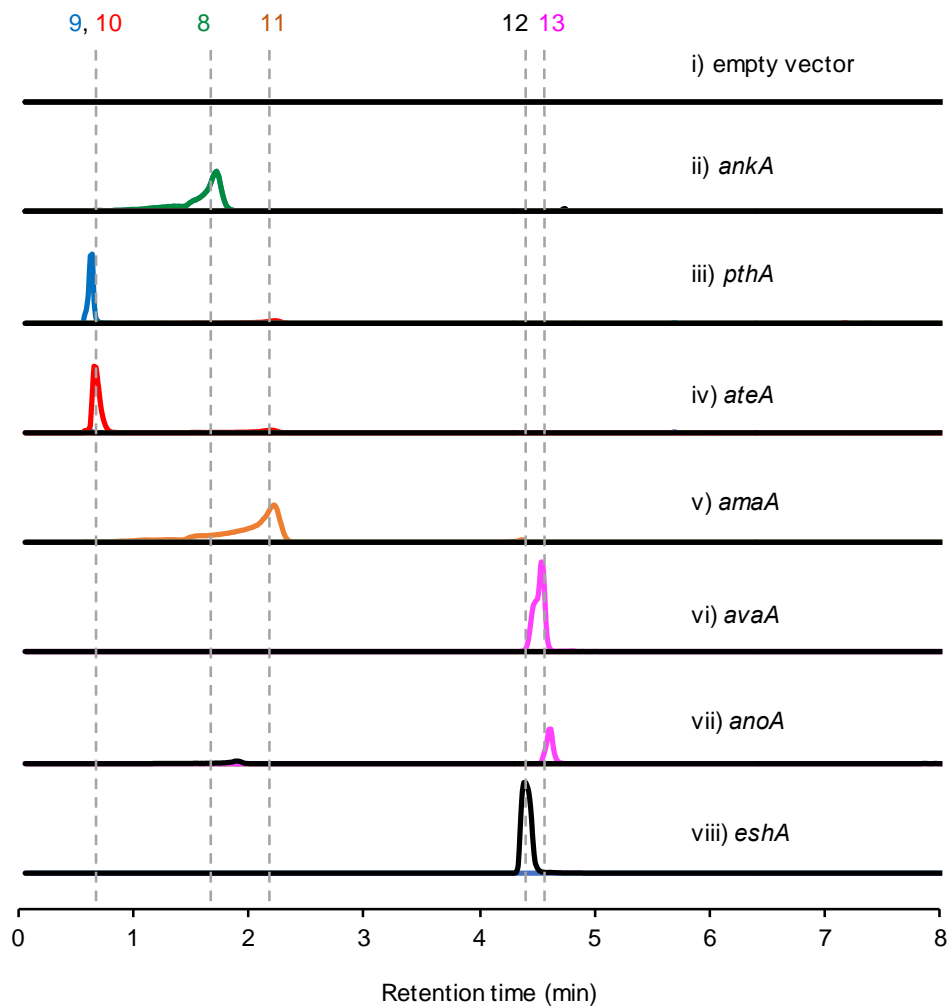 9, 10 8 11 12 13
i) empty vector
ii) ankA
iii) pthA
iv) ateA
v) amaA
vi) avaA
vii) anoA
viii) eshA
0 1 2 3 4 5 6 7 8
Retention time (min)